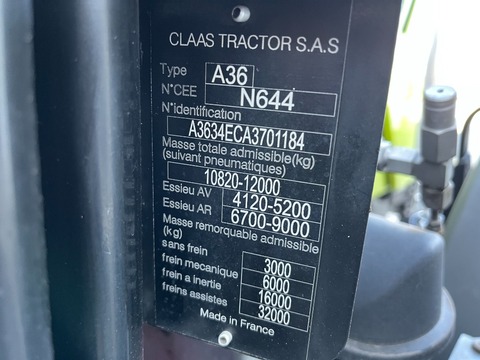 CLAAS TRACTOR S.A.S
Type A36
N°CEE N644
N°identification
A3634ECA3701184
Masse totale admissible(kg)
(suivant pneumatiques)
10820-12000
Essieu AV 4120-5200
Essieu AR 6700-9000
Masse remorquable admissible
(kg)
sans frein 3000
frein mecanique 6000
frein a inertie 16000
freins assistes 32000
Made in France